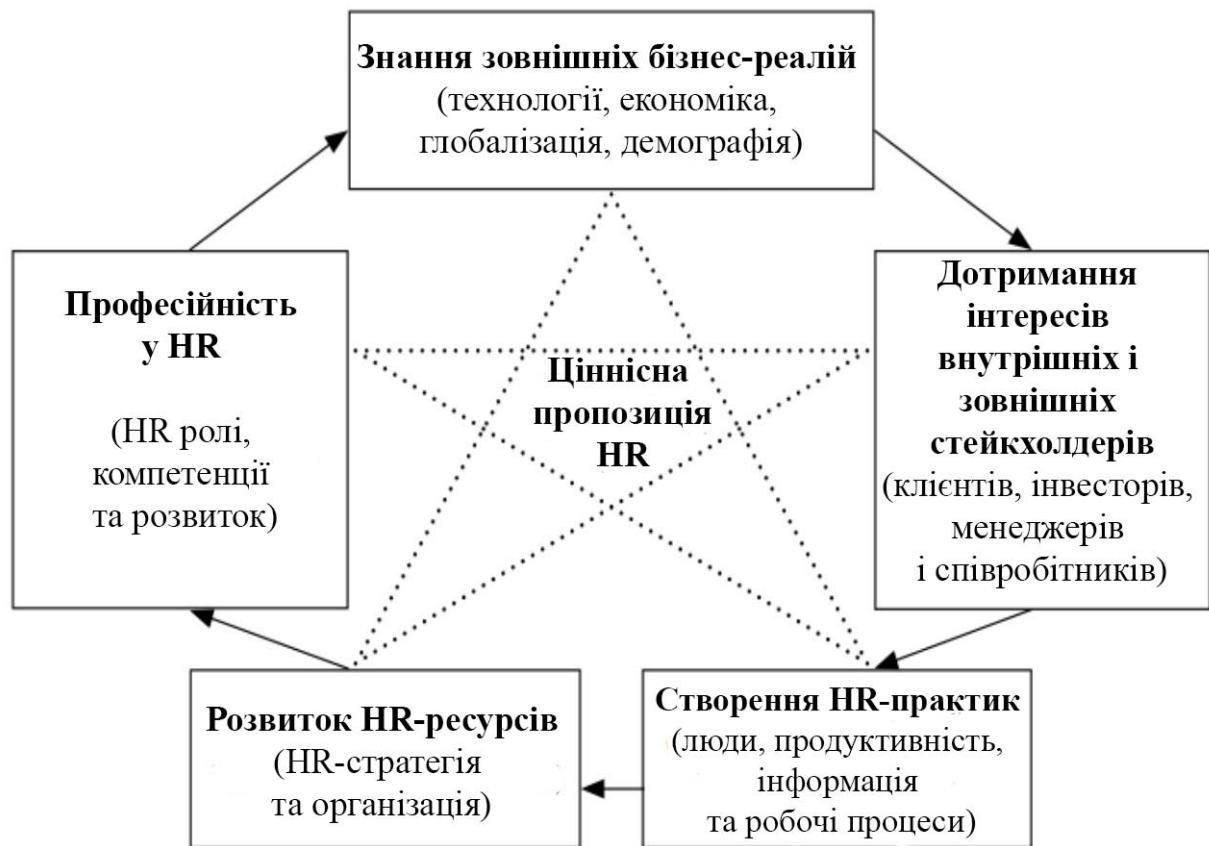 Знання зовнішніх бізнес-реалій
(технології, економіка,
глобалізація, демографія)
Професійність
у HR
(HR ролі,
компетенції
та розвиток)
Ціннісна
пропозиція
HR
Дотримання
інтересів
внутрішніх і
зовнішніх
стейкхолдерів
(клієнтів, інвесторів,
менеджерів
і співробітників)
Розвиток HR-ресурсів
(HR-стратегія
та організація)
Створення HR-практик
(люди, продуктивність,
інформація
та робочі процеси)